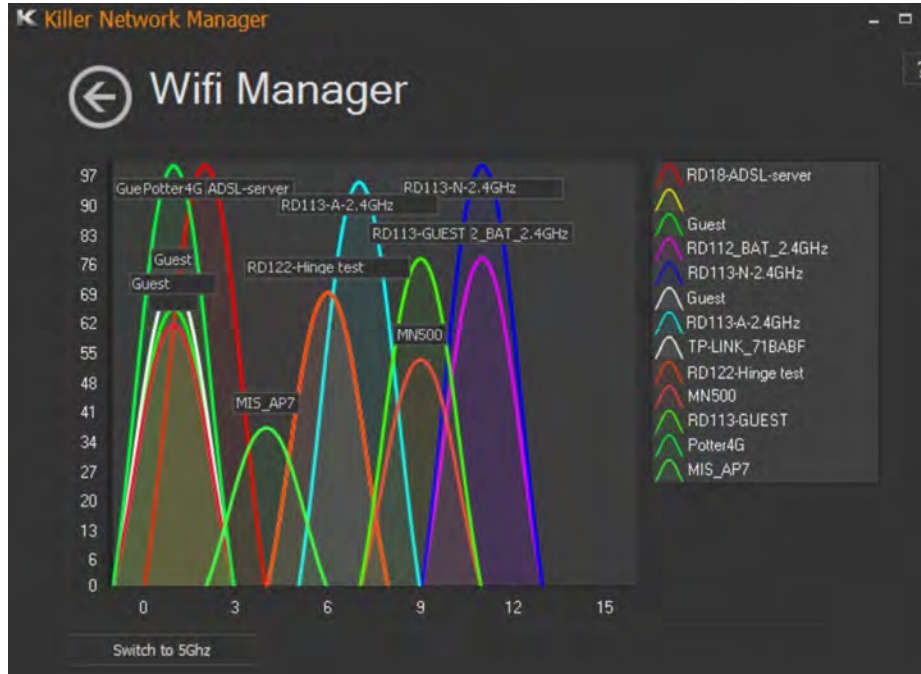 Killer Network Manager
Wifi Manager
97
90
83
76
69
62
55
48
41
34
27
20
13
6
0
0 3 6 9 12 15
Gue Potter4G ADSL-server
RD113-N-2.4GHz
RD113-A-2.4GHz
RD113-GUEST 2_BAT_2.4GHz
Guest
RD122-Hinge test
Guest
MN500
MIS_AP7
RD18-ADSL-server
Guest
RD112_BAT_2.4GHz
RD113-N-2.4GHz
Guest
RD113-A-2.4GHz
TP-LINK_71BABF
RD122-Hinge test
MN500
RD113-GUEST
Potter4G
MIS_AP7
Switch to 5Ghz